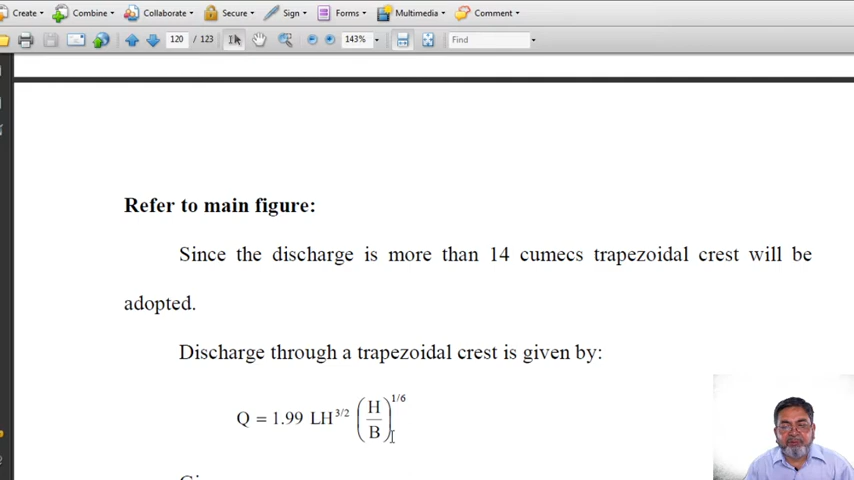 Create Combine Collaborate Secure Sign Forms Multimedia Comment
120 / 123 143% Find
Refer to main figure:
Since the discharge is more than 14 cumecs trapezoidal crest will be
adopted.
Discharge through a trapezoidal crest is given by:
Q = 1.99 LH^{3/2} (H/B)^{1/6}